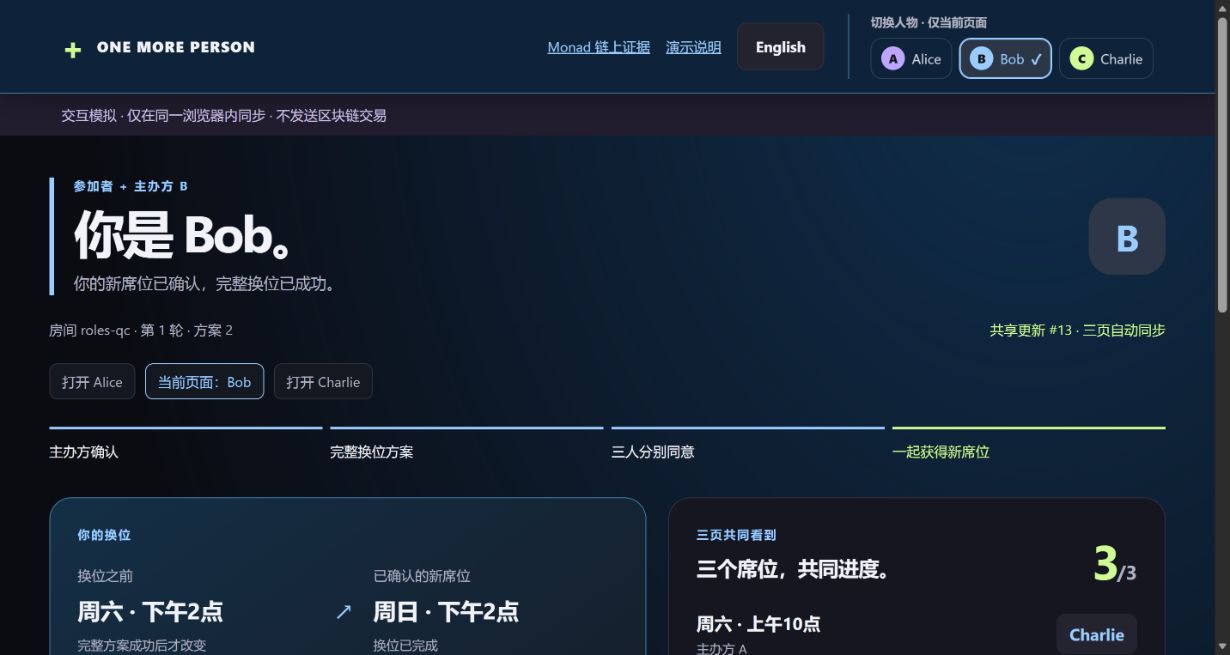 ONE MORE PERSON
Monad 链上证据
演示说明
English
切换人物 · 仅当前页面
A Alice
B Bob ✓
C Charlie
交互模拟 · 仅在同一浏览器内同步 · 不发送区块链交易
参加者 + 主办方 B
你是 Bob。
你的新席位已确认，完整换位已成功。
B
房间 roles-qc · 第 1 轮 · 方案 2
共享更新 #13 · 三页自动同步
打开 Alice
当前页面：Bob
打开 Charlie
主办方确认
完整换位方案
三人分别同意
一起获得新席位
你的换位
换位之前
周六 · 下午2点
完整方案成功后才改变
↗
已确认的新席位
周日 · 下午2点
换位已完成
三页共同看到
三个席位，共同进度。
3/3
周六 · 上午10点
主办方 A
Charlie